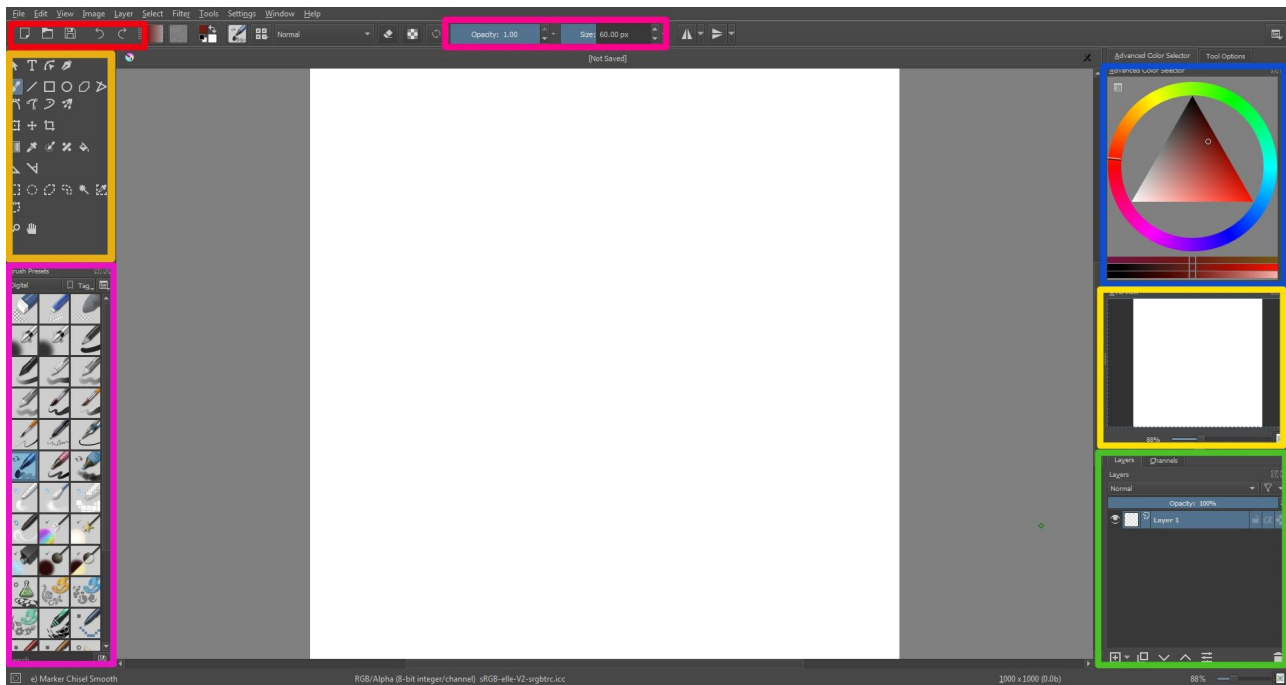 File Edit View Image Layer Select Filter Tools Settings Window Help
Normal Opacity: 1.00 Size: 60.00 px
[Not Saved]
Advanced Color Selector Tool Options
Advanced Color Selector
Brush Presets
Digital Tag
88%
Layers Channels
Layers
Normal
Opacity: 100%
Layer 1
Search
e) Marker Chisel Smooth RGB/Alpha (8-bit integer/channel) sRGB-elle-V2-srgbtrc.icc 1000 x 1000 (0.0b) 88%